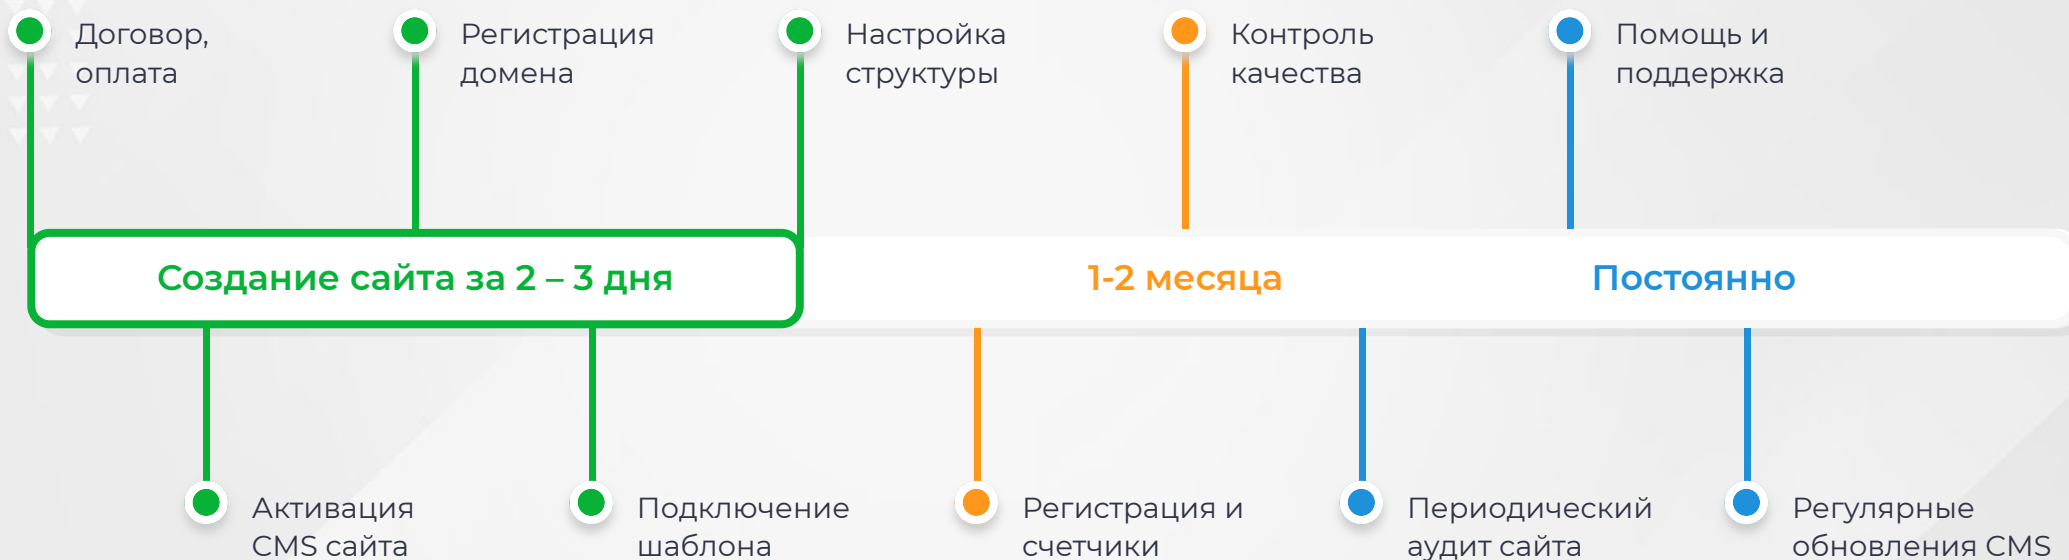 Договор,
оплата
Регистрация
домена
Настройка
структуры
Контроль
качества
Помощь и
поддержка
Создание сайта за 2 – 3 дня
1-2 месяца
Постоянно
Активация
CMS сайта
Подключение
шаблона
Регистрация и
счетчики
Периодический
аудит сайта
Регулярные
обновления CMS